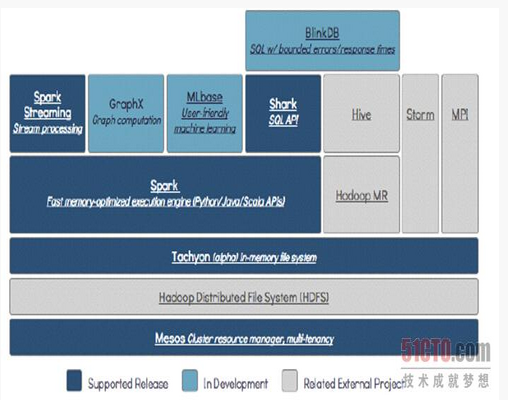 BlinkDB
SQL w/ bounded errors/response times
Spark
Streaming
Stream processing
GraphX
Graph computation
MLbase
User-friendly
machine learning
Shark
SQL API
Hive
Storm
MPI
Spark
Fast memory-optimized execution engine (Python/Java/Scala APIs)
Hadoop MR
Tachyon (alpha) in-memory file system
Hadoop Distributed File System (HDFS)
Mesos Cluster resource manager, multi-tenancy
Supported Release
In Development
Related External Project
51CTO.com
技术成就梦想